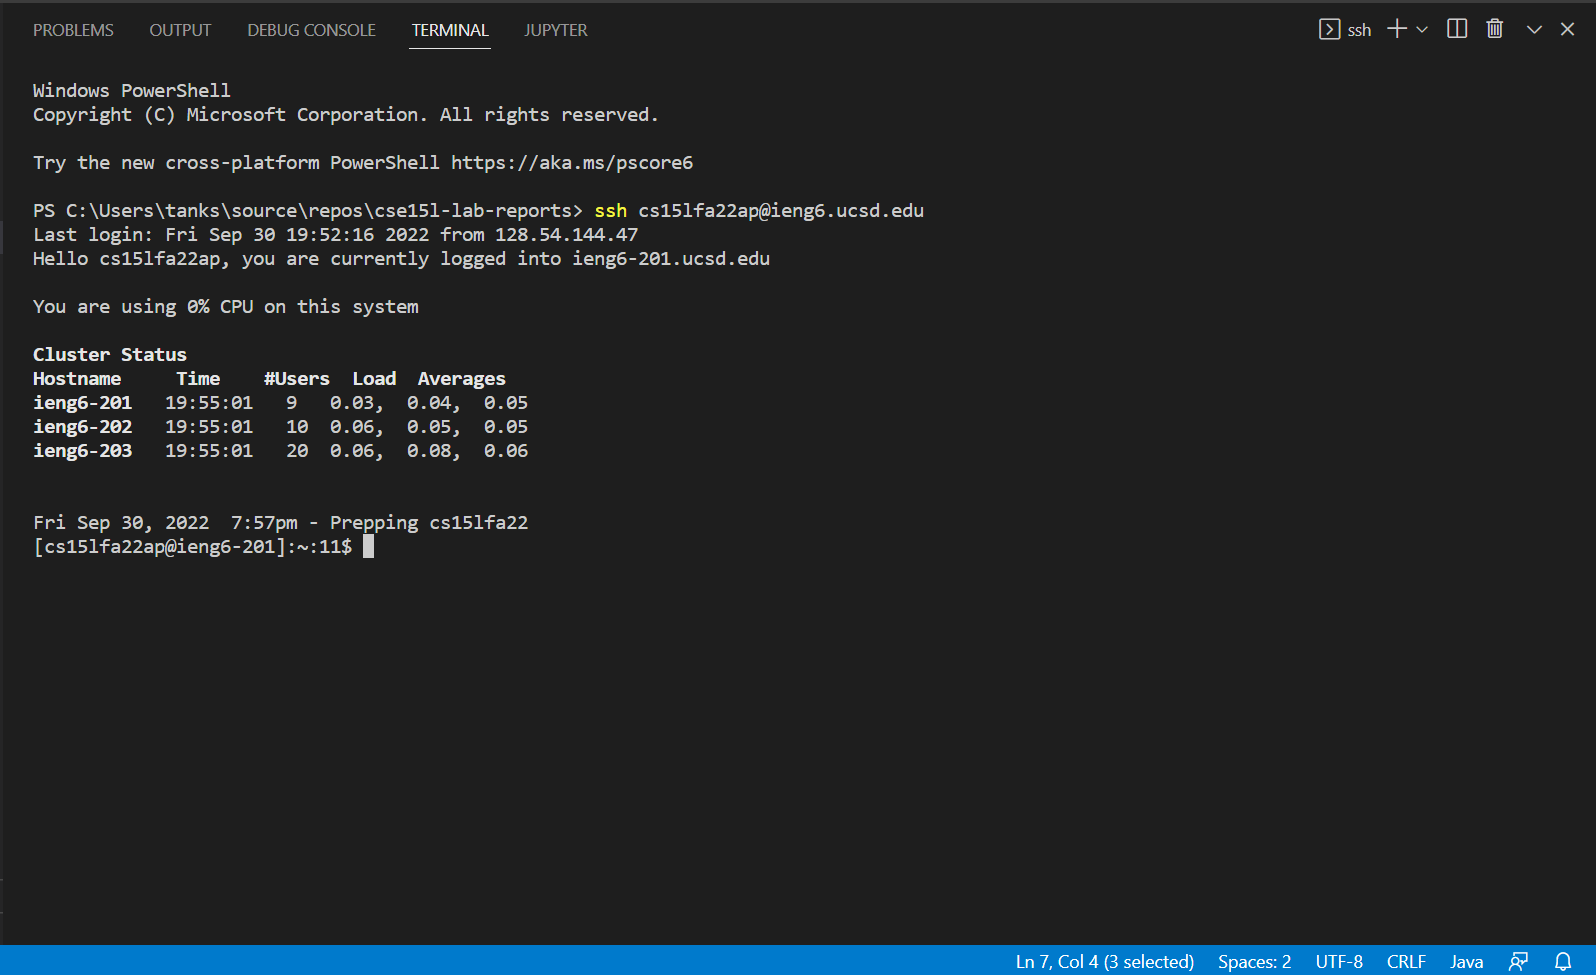 PROBLEMS OUTPUT DEBUG CONSOLE TERMINAL JUPYTER ssh
Windows PowerShell
Copyright (C) Microsoft Corporation. All rights reserved.
Try the new cross-platform PowerShell https://aka.ms/pscore6
PS C:\Users\tanks\source\repos\cse15l-lab-reports> ssh cs15lfa22ap@ieng6.ucsd.edu
Last login: Fri Sep 30 19:52:16 2022 from 128.54.144.47
Hello cs15lfa22ap, you are currently logged into ieng6-201.ucsd.edu
You are using 0% CPU on this system
Cluster Status
Hostname Time #Users Load Averages
ieng6-201 19:55:01 9 0.03, 0.04, 0.05
ieng6-202 19:55:01 10 0.06, 0.05, 0.05
ieng6-203 19:55:01 20 0.06, 0.08, 0.06
Fri Sep 30, 2022 7:57pm - Prepping cs15lfa22
[cs15lfa22ap@ieng6-201]:~:11$
Ln 7, Col 4 (3 selected) Spaces: 2 UTF-8 CRLF Java